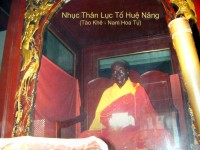 Nhục Thân Lục Tổ Huệ Năng
(Tào Khê - Nam Hoa Tự)